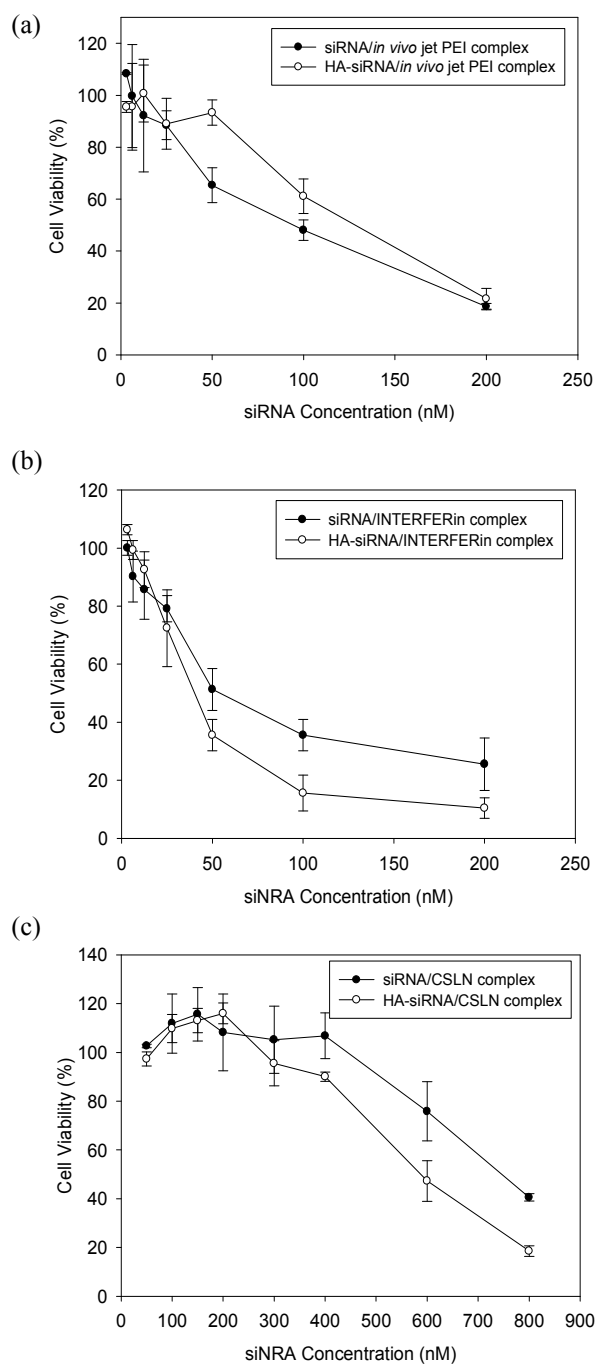 (a)
120
siRNA/in vivo jet PEI complex
HA-siRNA/in vivo jet PEI complex
100
80
60
40
20
0
Cell Viability (%)
0 50 100 150 200 250
siRNA Concentration (nM)
(b)
120
siRNA/INTERFERin complex
HA-siRNA/INTERFERin complex
100
80
60
40
20
0
Cell Viability (%)
0 50 100 150 200 250
siNRA Concentration (nM)
(c)
140
siRNA/CSLN complex
HA-siRNA/CSLN complex
120
100
80
60
40
20
0
Cell Viability (%)
0 100 200 300 400 500 600 700 800 900
siNRA Concentration (nM)